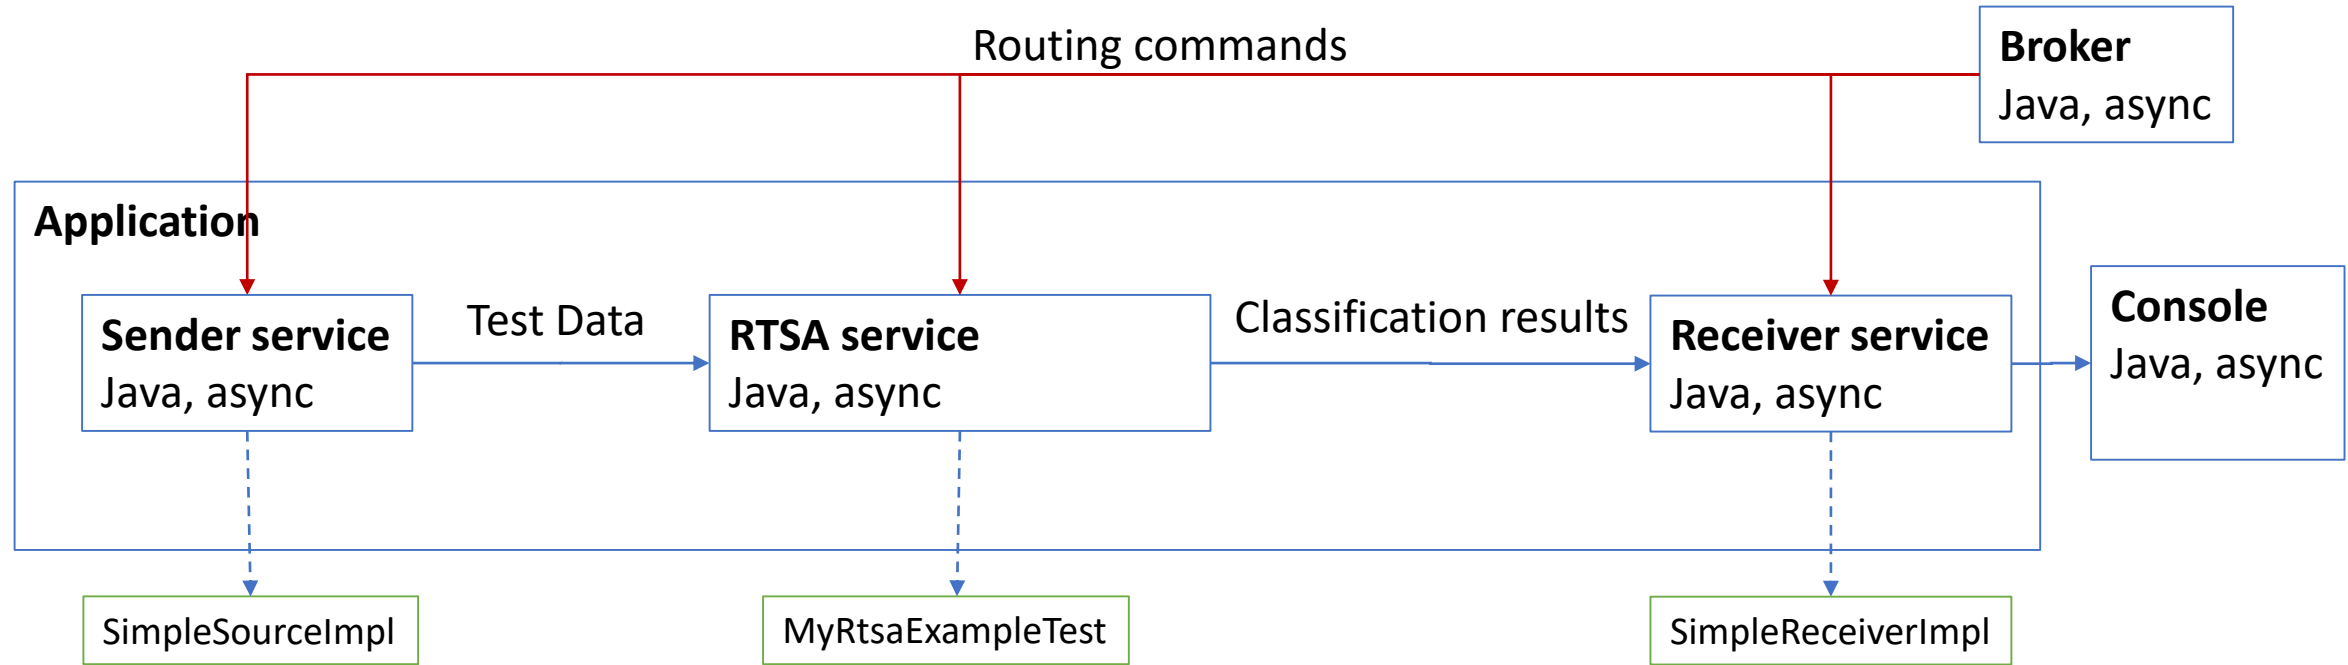 Routing commands
Broker
Java, async
Application
Sender service
Java, async
Test Data
RTSA service
Java, async
Classification results
Receiver service
Java, async
Console
Java, async
SimpleSourceImpl
MyRtsaExampleTest
SimpleReceiverImpl